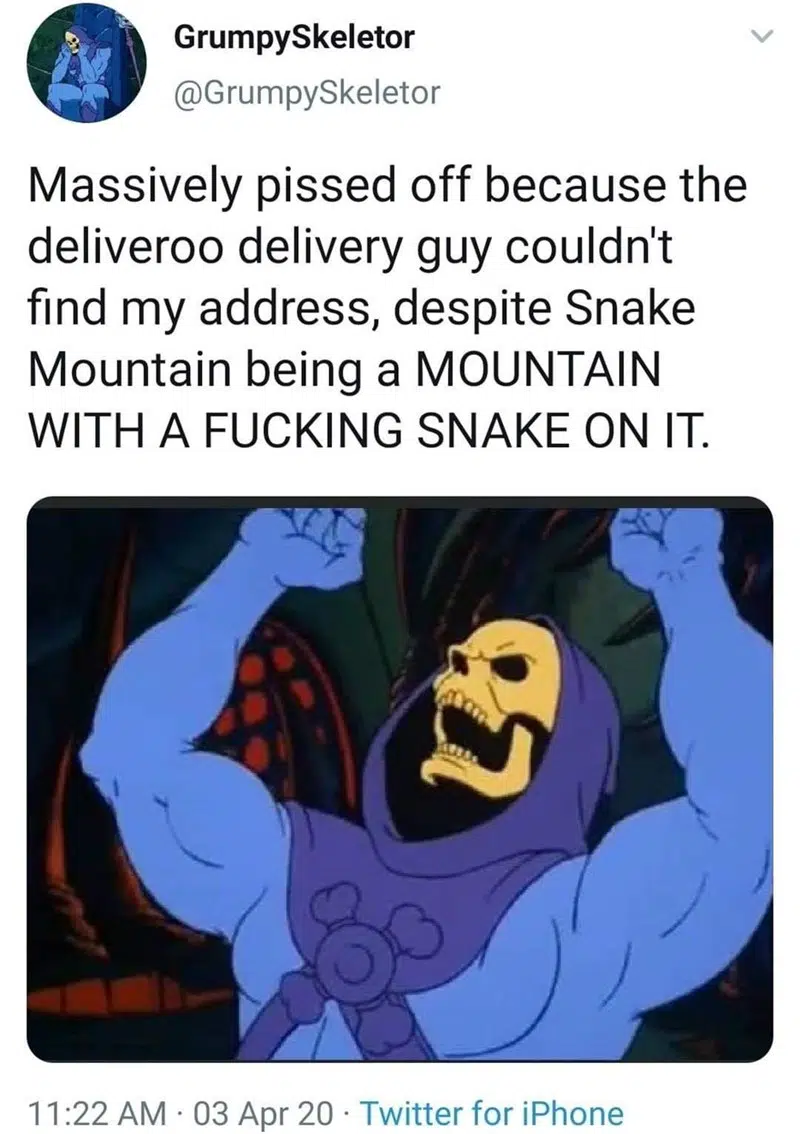 GrumpySkeletor
@GrumpySkeletor
Massively pissed off because the
deliveroo delivery guy couldn't
find my address, despite Snake
Mountain being a MOUNTAIN
WITH A FUCKING SNAKE ON IT.
11:22 AM · 03 Apr 20 · Twitter for iPhone